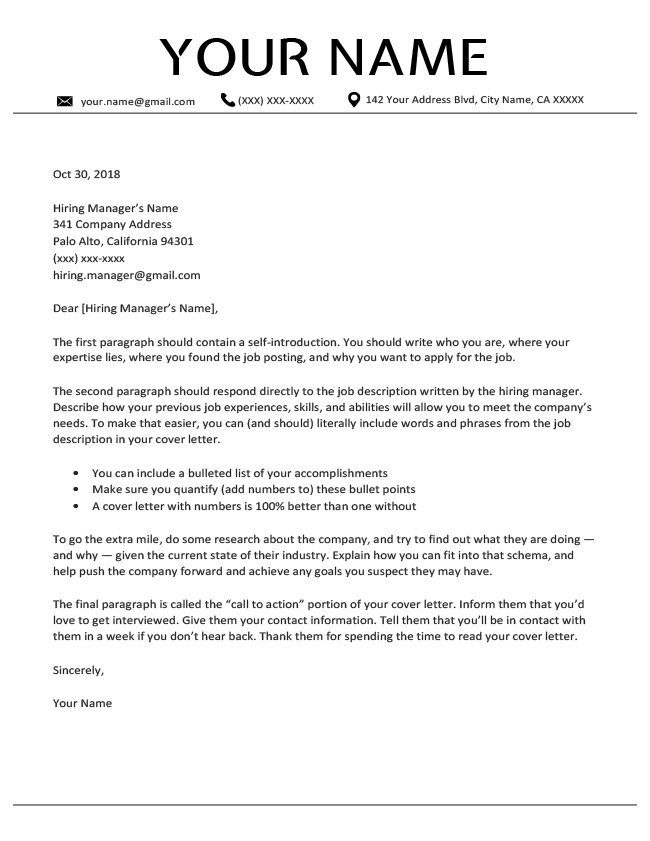 YOUR NAME
your.name@gmail.com (XXX) XXX-XXXX 142 Your Address Blvd, City Name, CA XXXXX
Oct 30, 2018
Hiring Manager’s Name
341 Company Address
Palo Alto, California 94301
(xxx) xxx-xxxx
hiring.manager@gmail.com
Dear [Hiring Manager’s Name],
The first paragraph should contain a self-introduction. You should write who you are, where your
expertise lies, where you found the job posting, and why you want to apply for the job.
The second paragraph should respond directly to the job description written by the hiring manager.
Describe how your previous job experiences, skills, and abilities will allow you to meet the company’s
needs. To make that easier, you can (and should) literally include words and phrases from the job
description in your cover letter.
• You can include a bulleted list of your accomplishments
• Make sure you quantify (add numbers to) these bullet points
• A cover letter with numbers is 100% better than one without
To go the extra mile, do some research about the company, and try to find out what they are doing —
and why — given the current state of their industry. Explain how you can fit into that schema, and
help push the company forward and achieve any goals you suspect they may have.
The final paragraph is called the “call to action” portion of your cover letter. Inform them that you’d
love to get interviewed. Give them your contact information. Tell them that you’ll be in contact with
them in a week if you don’t hear back. Thank them for spending the time to read your cover letter.
Sincerely,
Your Name